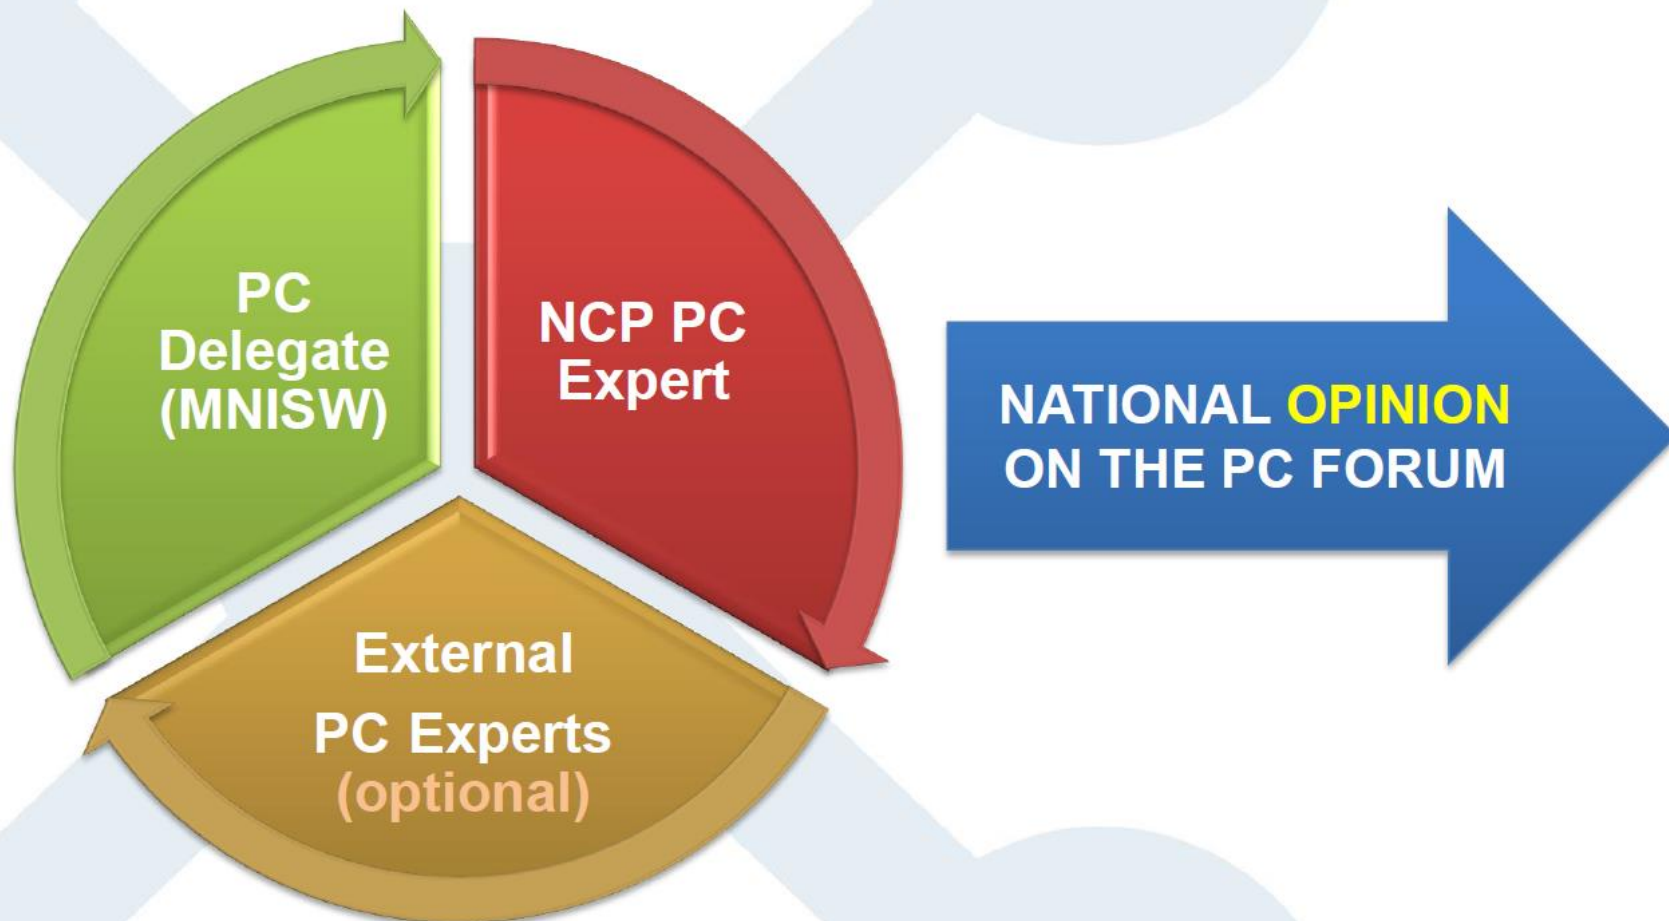 PC
Delegate
(MNISW)
NCP PC
Expert
External
PC Experts
(optional)
NATIONAL OPINION
ON THE PC FORUM